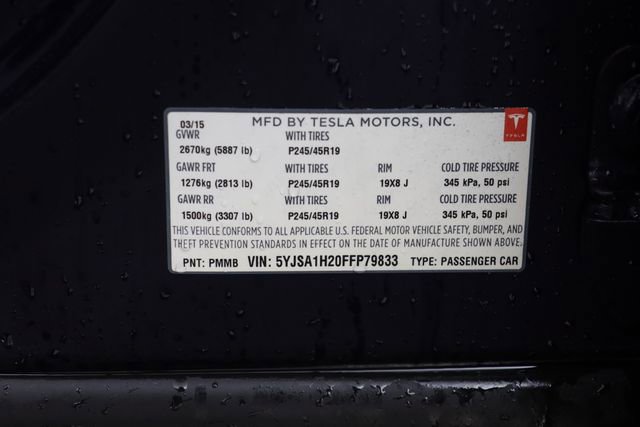 03/15 MFD BY TESLA MOTORS, INC.
TESLA
GVWR WITH TIRES
2670kg (5887 lb) P245/45R19
GAWR FRT WITH TIRES RIM COLD TIRE PRESSURE
1276kg (2813 lb) P245/45R19 19X8 J 345 kPa, 50 psi
GAWR RR WITH TIRES RIM COLD TIRE PRESSURE
1500kg (3307 lb) P245/45R19 19X8 J 345 kPa, 50 psi
THIS VEHICLE CONFORMS TO ALL APPLICABLE U.S. FEDERAL MOTOR VEHICLE SAFETY, BUMPER, AND
THEFT PREVENTION STANDARDS IN EFFECT ON THE DATE OF MANUFACTURE SHOWN ABOVE.
PNT: PMMB VIN: 5YJSA1H20FFP79833 TYPE: PASSENGER CAR